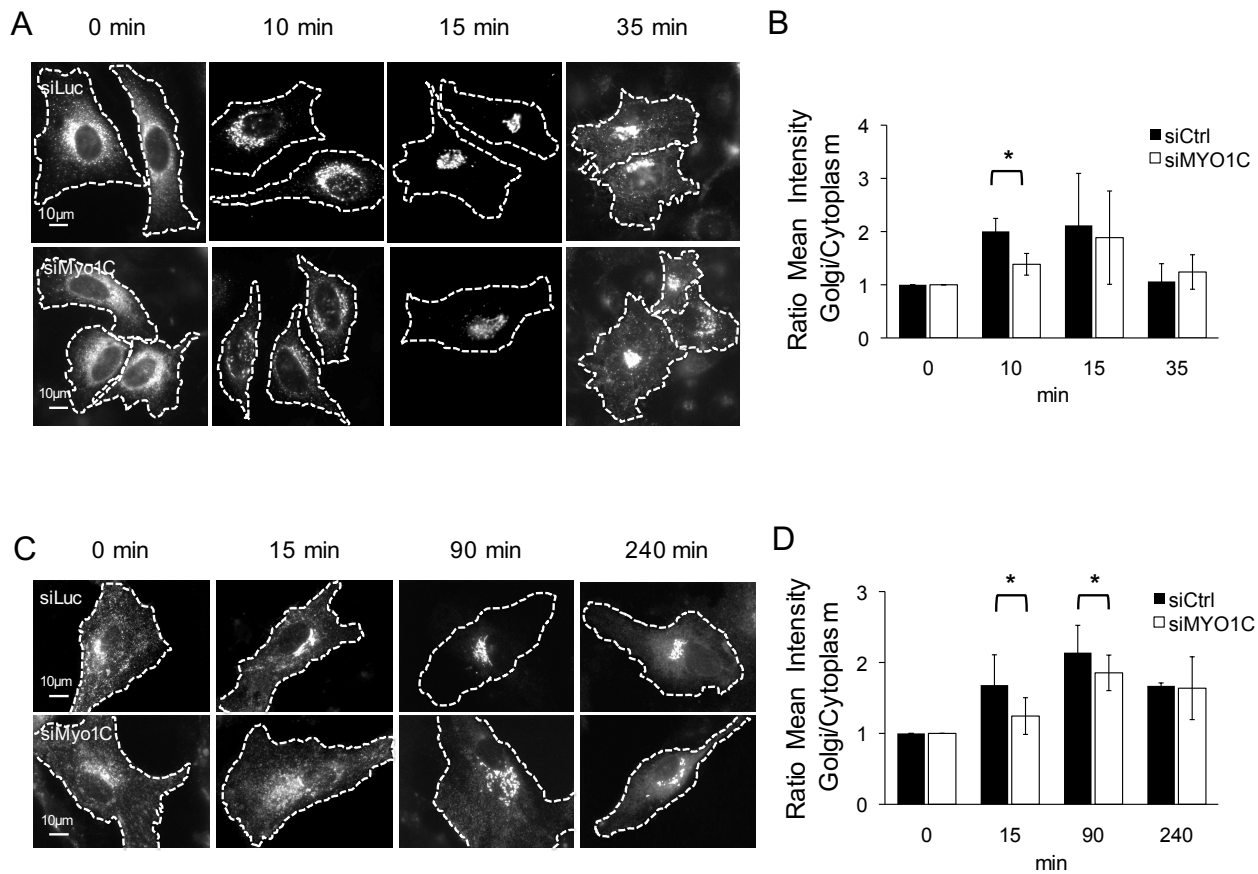 A
0 min
10 min
15 min
35 min
siLuc
10µm
siMyo1C
10µm
B
Ratio Mean Intensity
Golgi/Cytoplasm
4
3
2
1
0
*
siCtrl
siMYO1C
0
10
15
35
min
C
0 min
15 min
90 min
240 min
siLuc
10µm
siMyo1C
10µm
D
Ratio Mean Intensity
Golgi/Cytoplasm
3
2
1
0
*
*
siCtrl
siMYO1C
0
15
90
240
min